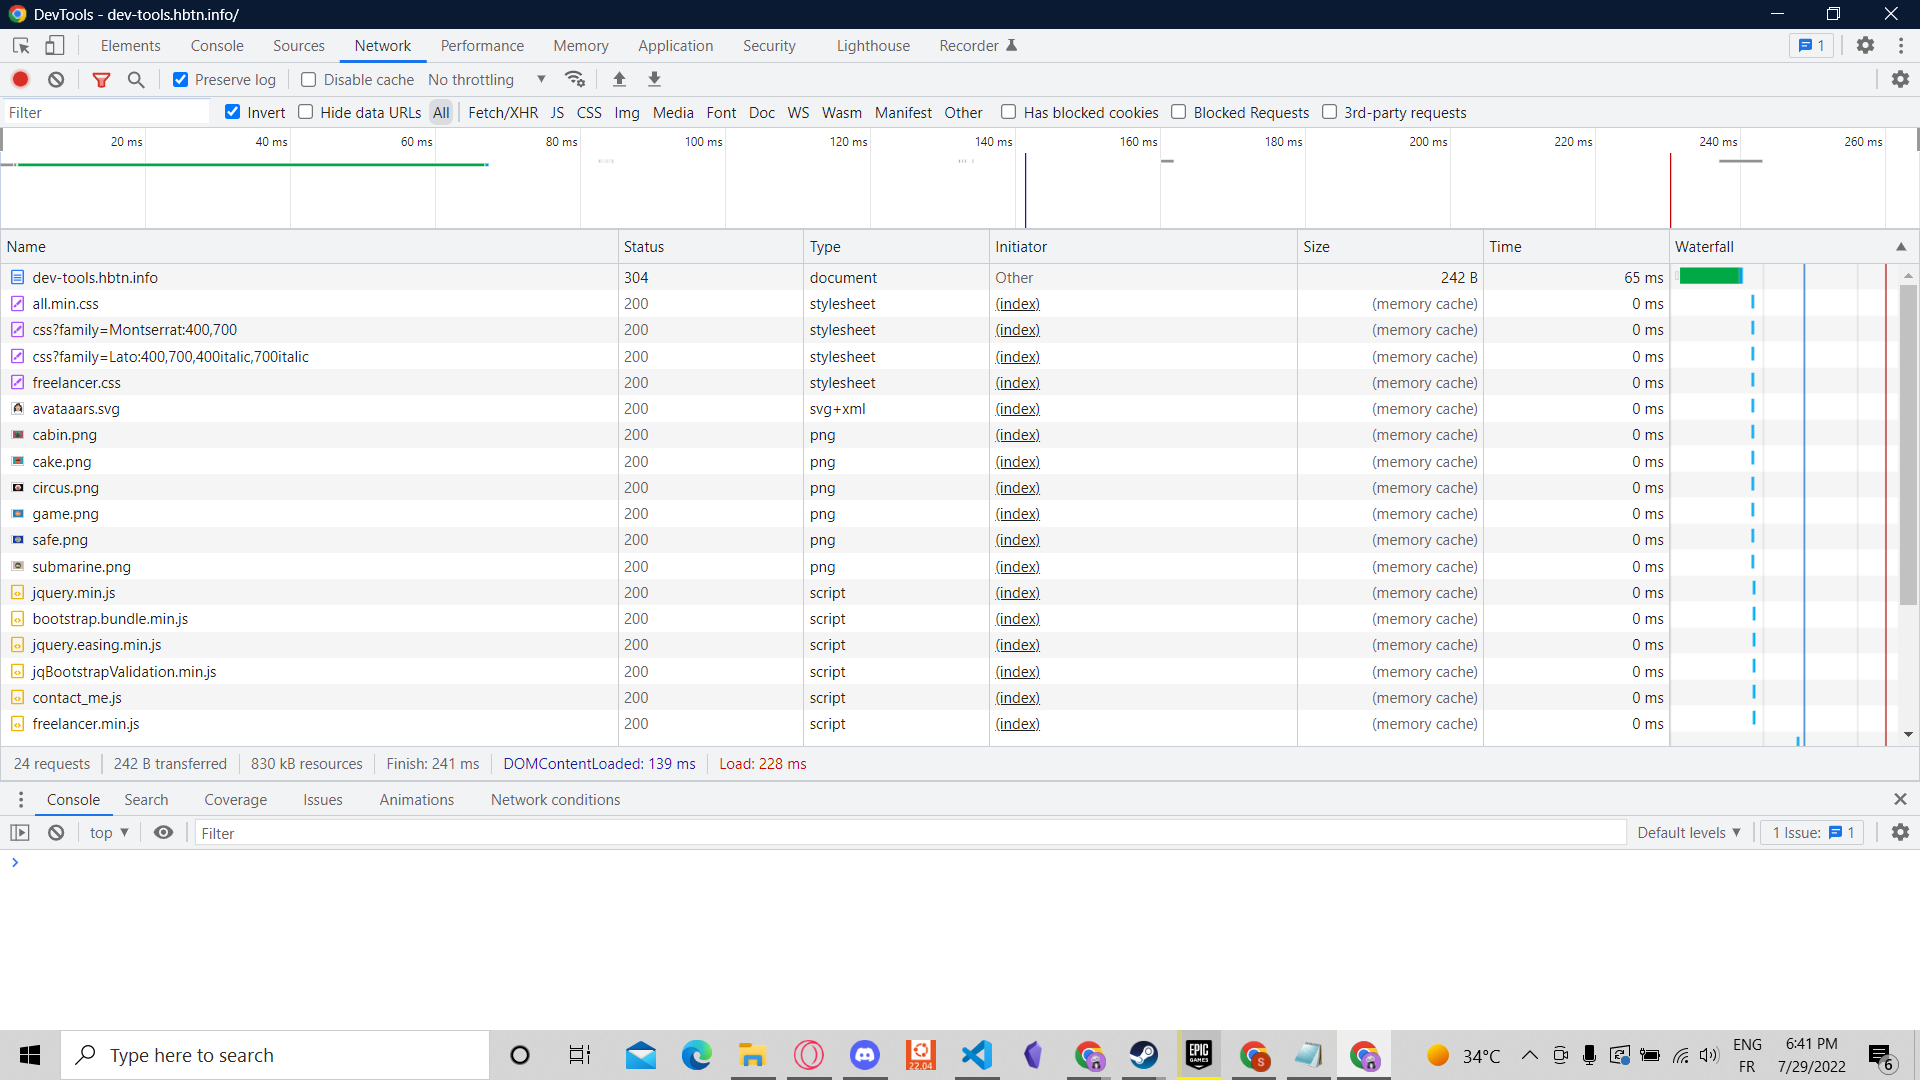 DevTools - dev-tools.hbtn.info/
Elements Console Sources Network Performance Memory Application Security Lighthouse Recorder 1
Preserve log Disable cache No throttling
Filter Invert Hide data URLs All Fetch/XHR JS CSS Img Media Font Doc WS Wasm Manifest Other Has blocked cookies Blocked Requests 3rd-party requests
20 ms 40 ms 60 ms 80 ms 100 ms 120 ms 140 ms 160 ms 180 ms 200 ms 220 ms 240 ms 260 ms
Name Status Type Initiator Size Time Waterfall
dev-tools.hbtn.info 304 document Other 242 B 65 ms
all.min.css 200 stylesheet (index) (memory cache) 0 ms
css?family=Montserrat:400,700 200 stylesheet (index) (memory cache) 0 ms
css?family=Lato:400,700,400italic,700italic 200 stylesheet (index) (memory cache) 0 ms
freelancer.css 200 stylesheet (index) (memory cache) 0 ms
avataaars.svg 200 svg+xml (index) (memory cache) 0 ms
cabin.png 200 png (index) (memory cache) 0 ms
cake.png 200 png (index) (memory cache) 0 ms
circus.png 200 png (index) (memory cache) 0 ms
game.png 200 png (index) (memory cache) 0 ms
safe.png 200 png (index) (memory cache) 0 ms
submarine.png 200 png (index) (memory cache) 0 ms
jquery.min.js 200 script (index) (memory cache) 0 ms
bootstrap.bundle.min.js 200 script (index) (memory cache) 0 ms
jquery.easing.min.js 200 script (index) (memory cache) 0 ms
jqBootstrapValidation.min.js 200 script (index) (memory cache) 0 ms
contact_me.js 200 script (index) (memory cache) 0 ms
freelancer.min.js 200 script (index) (memory cache) 0 ms
24 requests 242 B transferred 830 kB resources Finish: 241 ms DOMContentLoaded: 139 ms Load: 228 ms
Console Search Coverage Issues Animations Network conditions
top Filter Default levels 1 Issue: 1
Type here to search 22.04 EPIC GAMES S 34°C ENG FR 6:41 PM 7/29/2022 6